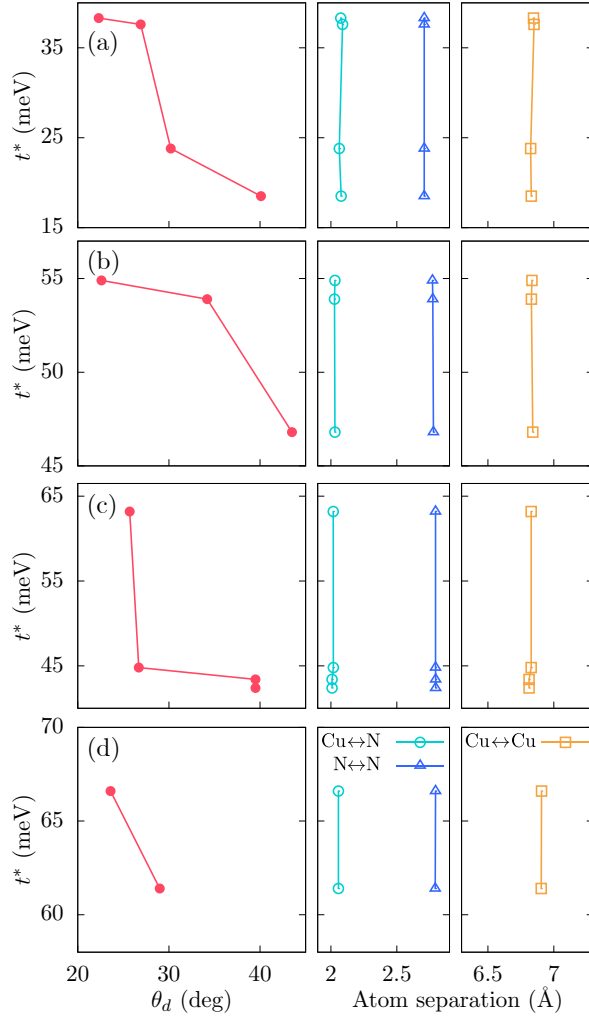 35
25
15
t* (meV)
(a)
55
50
45
t* (meV)
(b)
65
55
45
t* (meV)
(c)
70
65
60
t* (meV)
(d)
Cu↔N
N↔N
Cu↔Cu
20 30 40 2 2.5 6.5 7
θ_d (deg) Atom separation (Å)